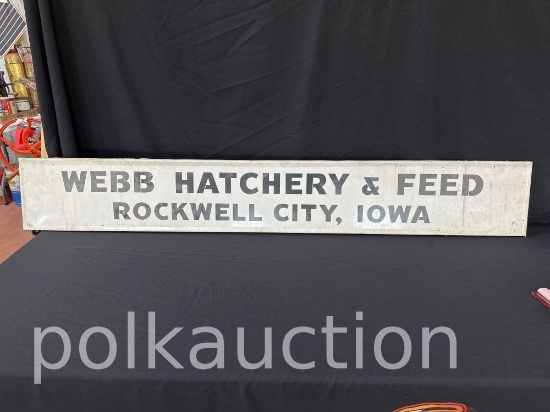 WEBB HATCHERY & FEED
ROCKWELL CITY, IOWA
polkauction